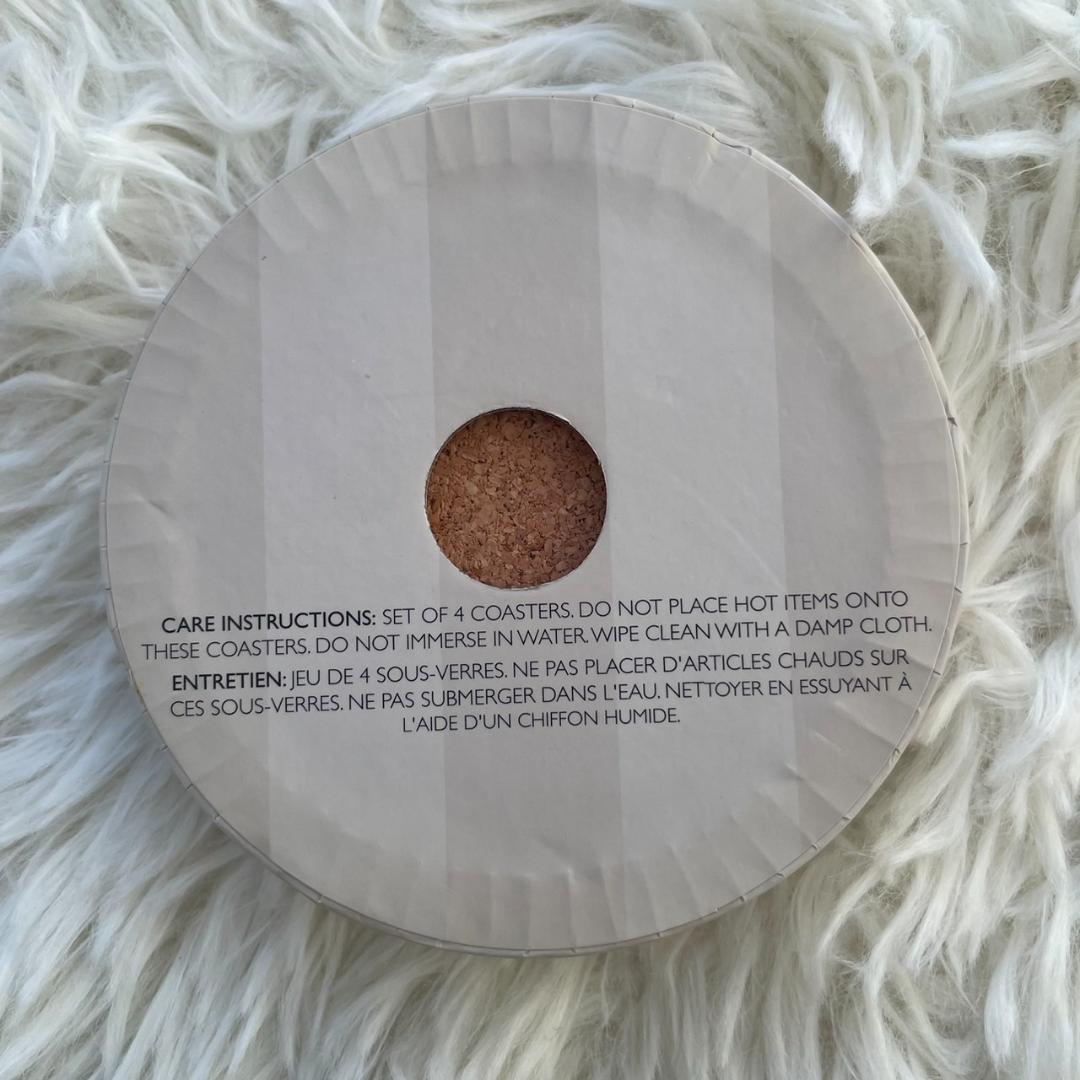 CARE INSTRUCTIONS: SET OF 4 COASTERS. DO NOT PLACE HOT ITEMS ONTO
THESE COASTERS. DO NOT IMMERSE IN WATER. WIPE CLEAN WITH A DAMP CLOTH.
ENTRETIEN: JEU DE 4 SOUS-VERRES. NE PAS PLACER D'ARTICLES CHAUDS SUR
CES SOUS-VERRES. NE PAS SUBMERGER DANS L'EAU. NETTOYER EN ESSUYANT À
L'AIDE D'UN CHIFFON HUMIDE.